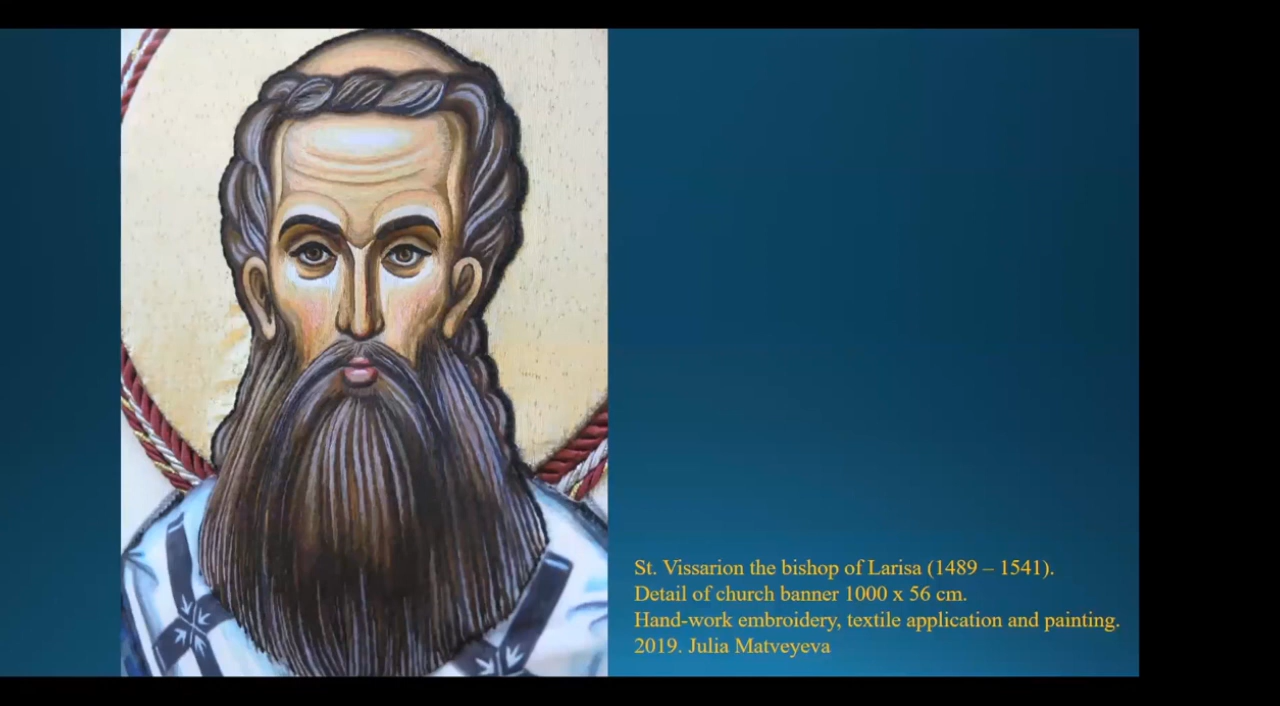 St. Vissarion the bishop of Larisa (1489 – 1541).
Detail of church banner 1000 x 56 cm.
Hand-work embroidery, textile application and painting.
2019. Julia Matveyeva